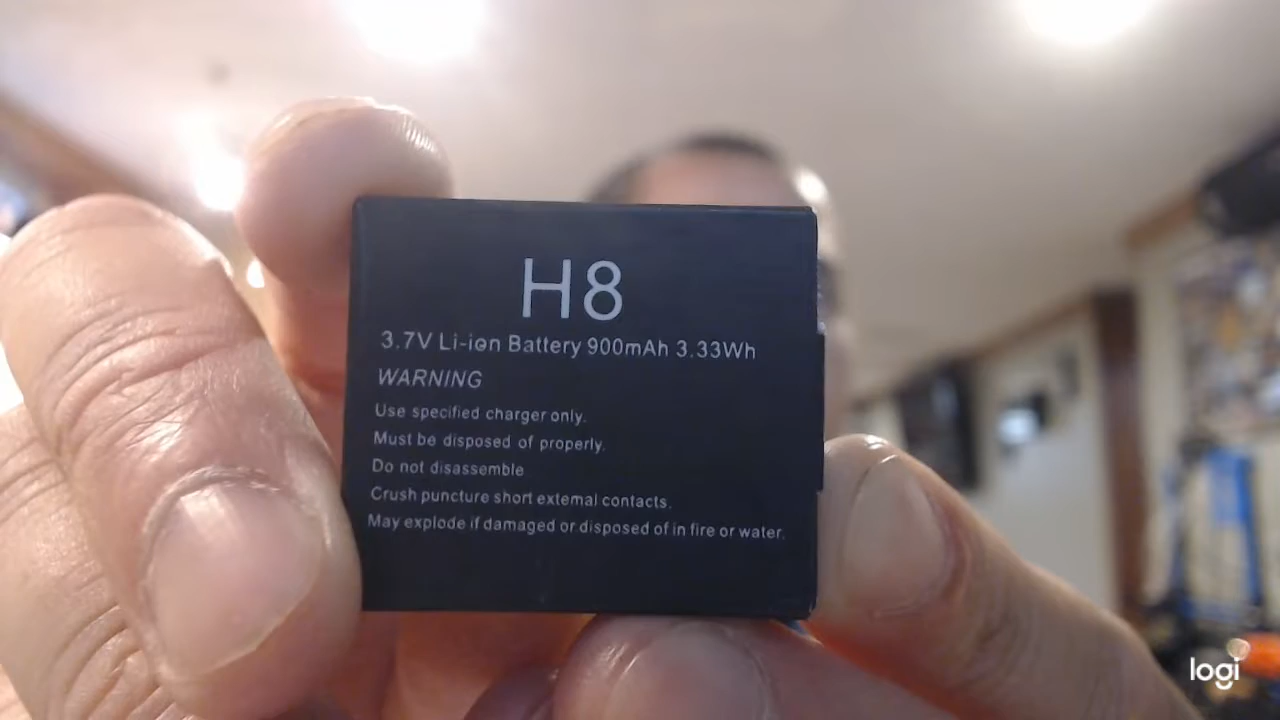 H8
3.7V Li-ion Battery 900mAh 3.33Wh
WARNING
Use specified charger only.
Must be disposed of properly.
Do not disassemble
Crush puncture short external contacts.
May explode if damaged or disposed of in fire or water.
logi